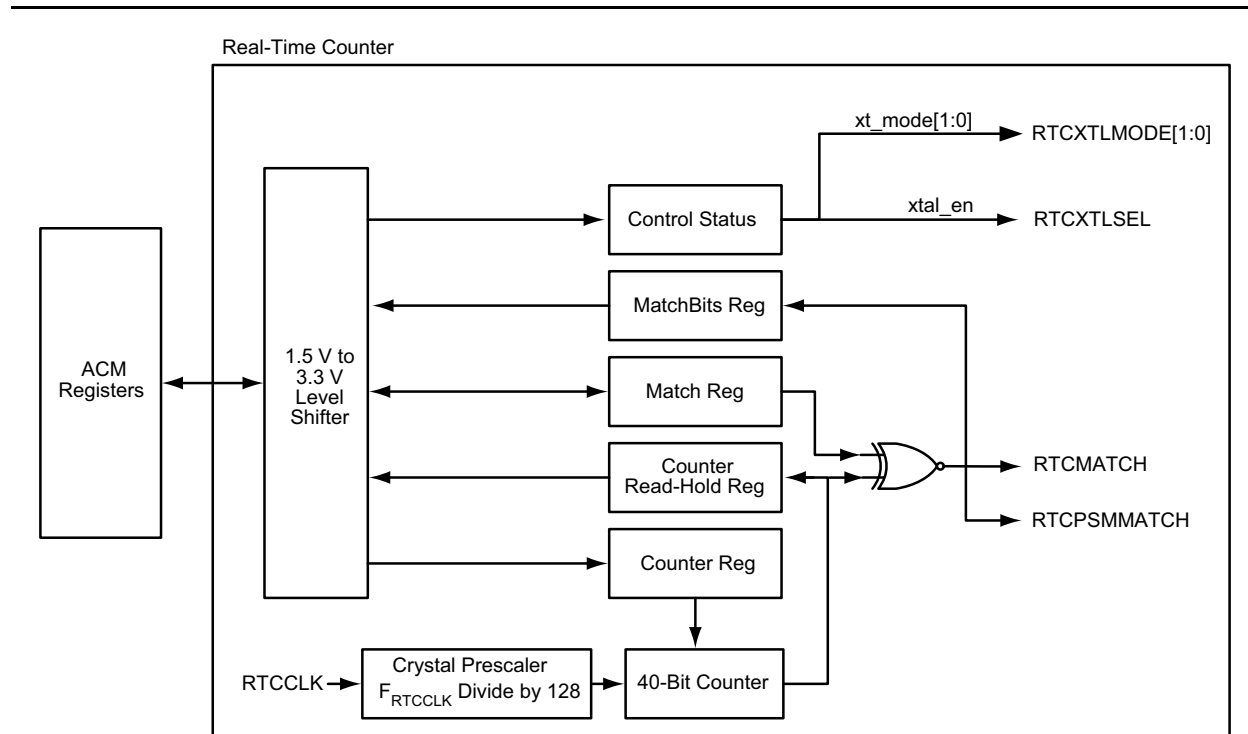 Real-Time Counter
xt_mode[1:0]
RTCXTLMODE[1:0]
Control Status
xtal_en
RTCXTLSEL
MatchBits Reg
ACM
Registers
1.5 V to
3.3 V
Level
Shifter
Match Reg
Counter
Read-Hold Reg
RTCMATCH
RTCPSMMATCH
Counter Reg
RTCCLK
Crystal Prescaler
FRTCCLK Divide by 128
40-Bit Counter